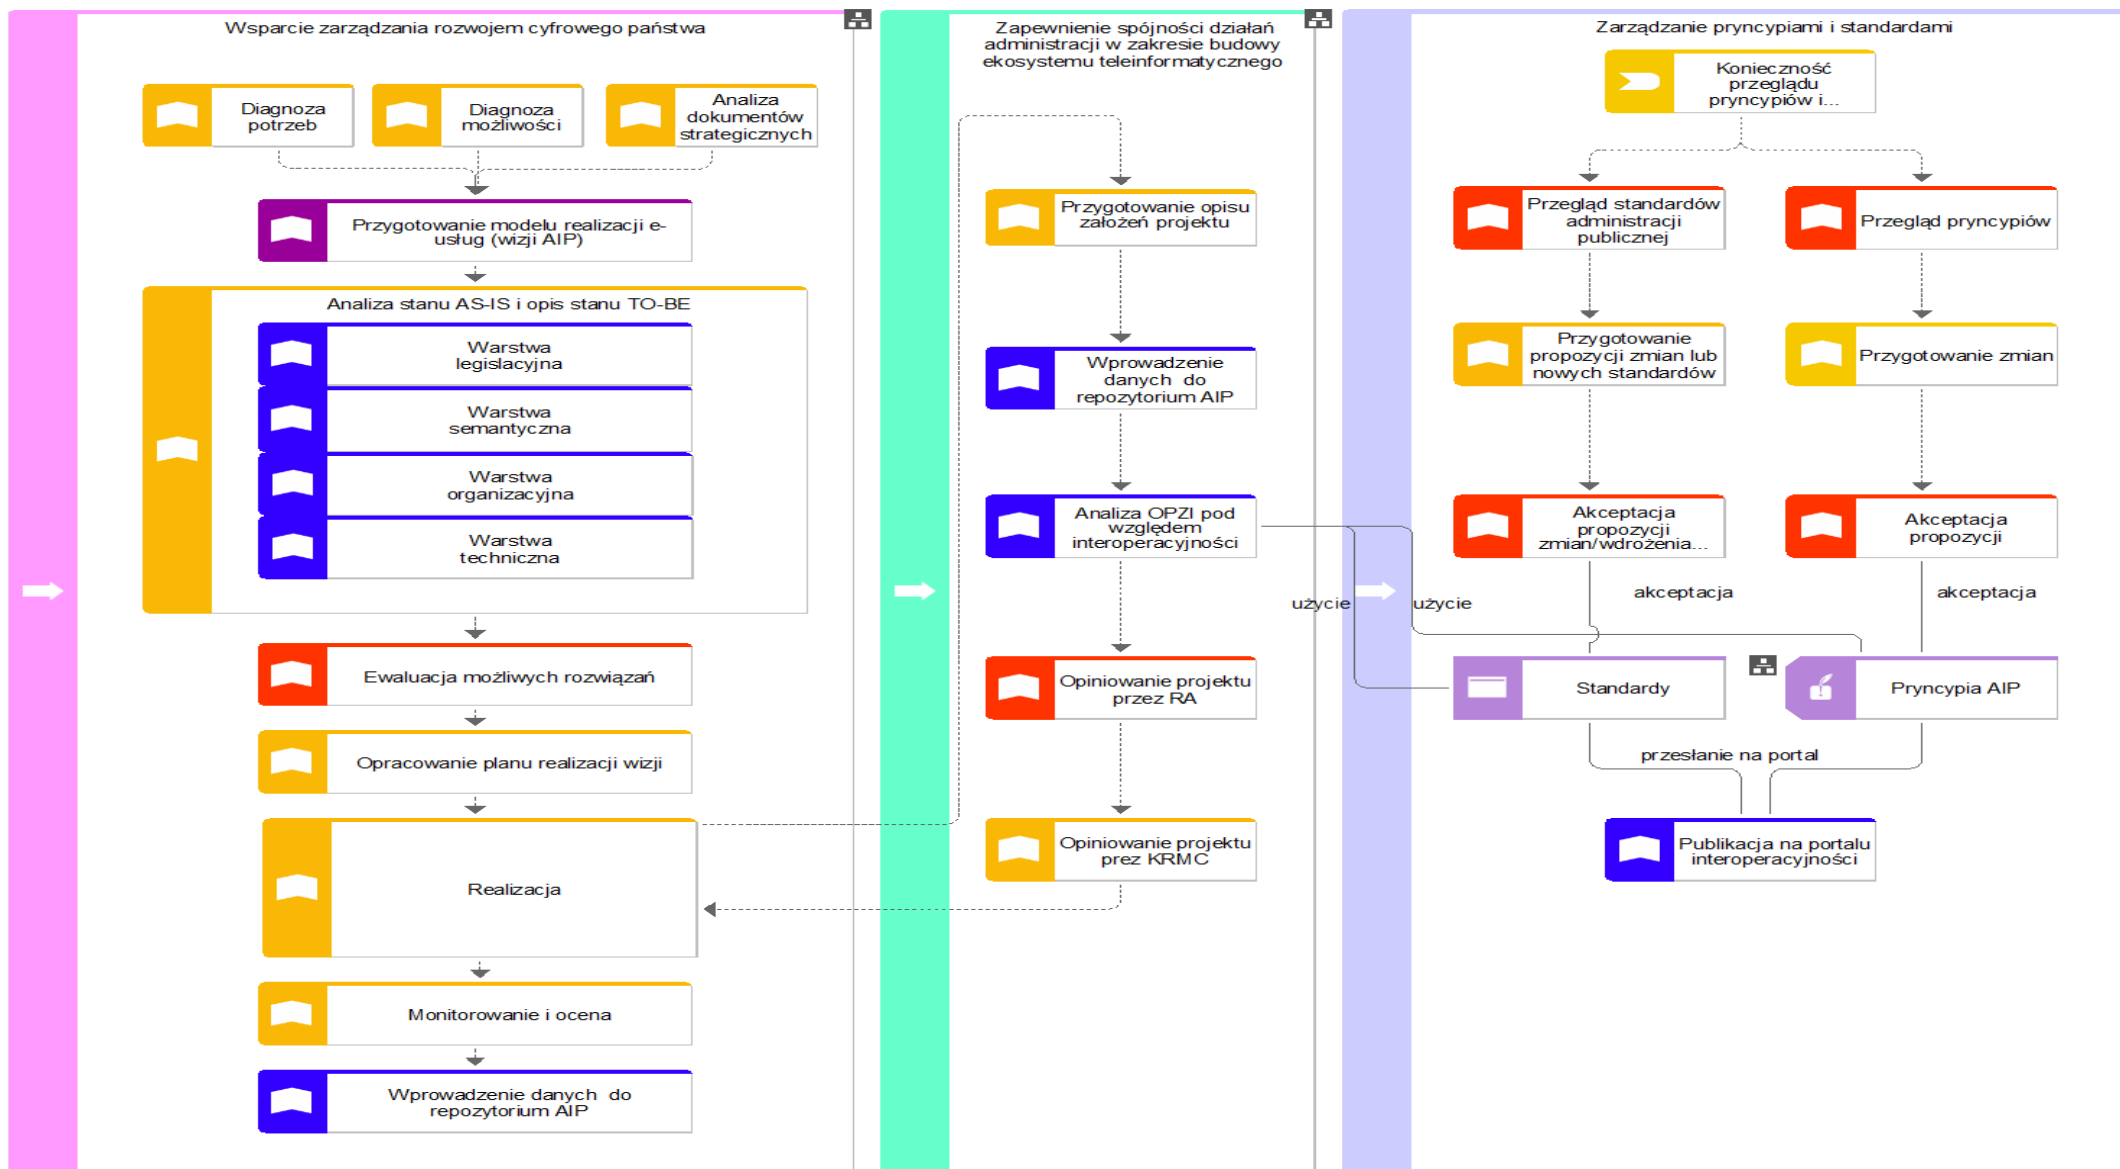 Wsparcie zarządzania rozwojem cyfrowego państwa
Diagnoza
potrzeb
Diagnoza
możliwości
Analiza
dokumentów
strategicznych
Przygotowanie modelu realizacji e-
usług (wizji AIP)
Analiza stanu AS-IS i opis stanu TO-BE
Warstwa
legislacyjna
Warstwa
semantyczna
Warstwa
organizacyjna
Warstwa
techniczna
Ewaluacja możliwych rozwiązań
Opracowanie planu realizacji wizji
Realizacja
Monitorowanie i ocena
Wprowadzenie danych do
repozytorium AIP
Zapewnienie spójności działań
administracji w zakresie budowy
ekosystemu teleinformatycznego
Przygotowanie opisu
założeń projektu
Wprowadzenie
danych do
repozytorium AIP
Analiza OPZI pod
względem
interoperacyjności
Opiniowanie projektu
przez RA
Opiniowanie projektu
prez KRMC
Zarządzanie pryncypiami i standardami
Konieczność
przeglądu
pryncypiów i...
Przegląd standardów
administracji
publicznej
Przegląd pryncypiów
Przygotowanie
propozycji zmian lub
nowych standardów
Przygotowanie zmian
Akceptacja
propozycji
zmian/wdrożenia...
Akceptacja
propozycji
użycie
użycie
akceptacja
akceptacja
Standardy
Pryncypia AIP
przesłanie na portal
Publikacja na portalu
interoperacyjności